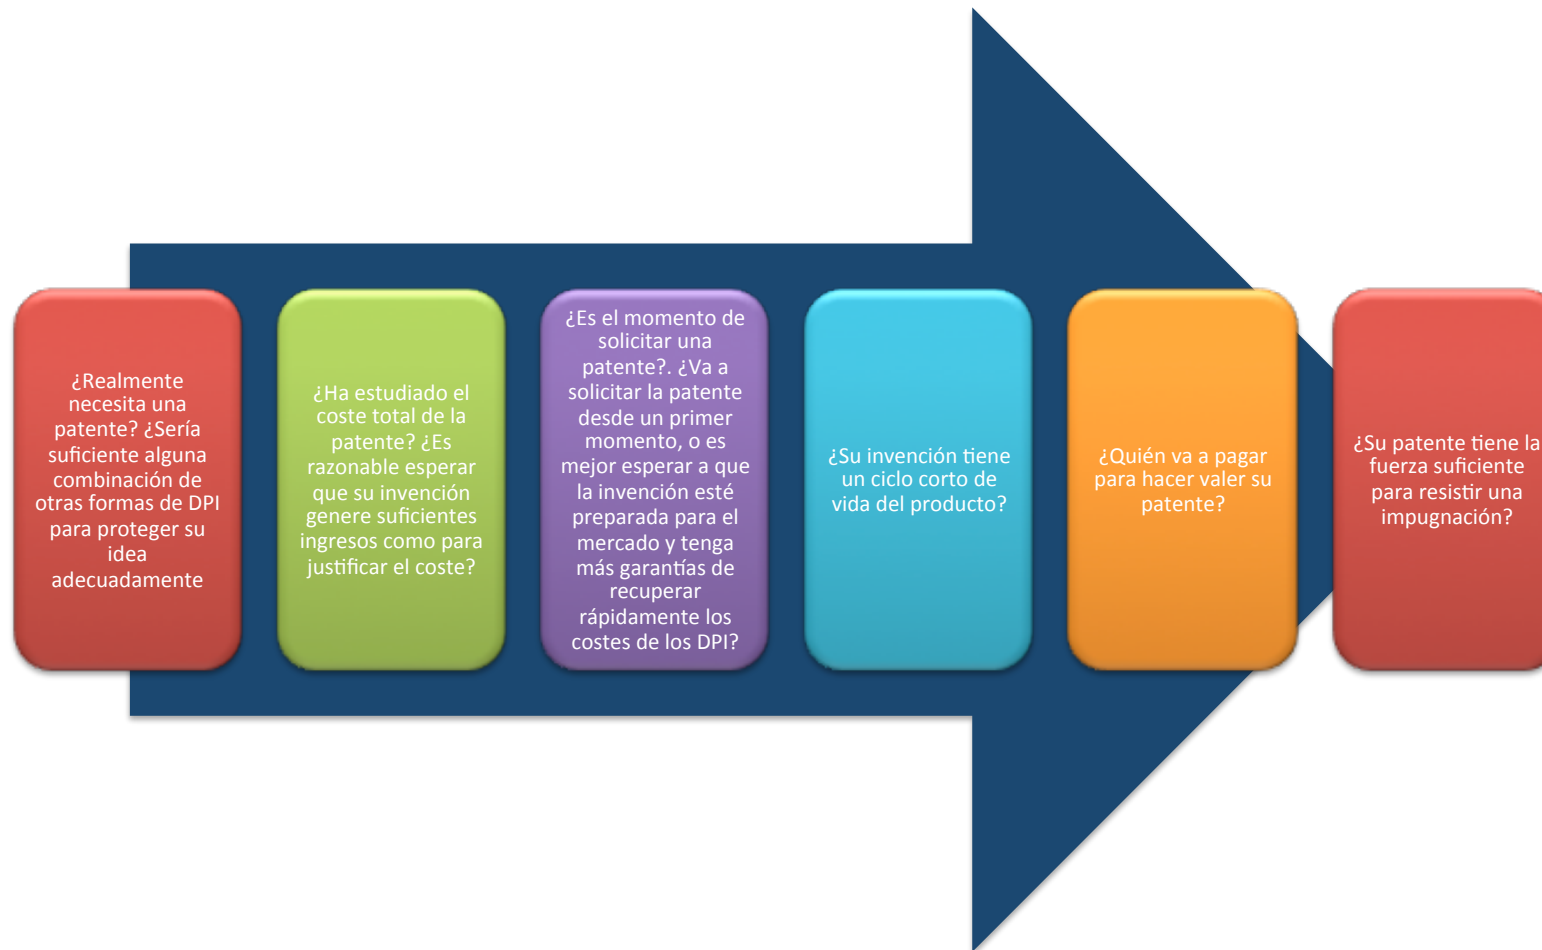 ¿Realmente
necesita una
patente? ¿Sería
suficiente alguna
combinación de
otras formas de DPI
para proteger su
idea
adecuadamente
¿Ha estudiado el
coste total de la
patente? ¿Es
razonable esperar
que su invención
genere suficientes
ingresos como para
justificar el coste?
¿Es el momento de
solicitar una
patente?. ¿Va a
solicitar la patente
desde un primer
momento, o es
mejor esperar a que
la invención esté
preparada para el
mercado y tenga
más garantías de
recuperar
rápidamente los
costes de los DPI?
¿Su invención tiene
un ciclo corto de
vida del producto?
¿Quién va a pagar
para hacer valer su
patente?
¿Su patente tiene la
fuerza suficiente
para resistir una
impugnación?